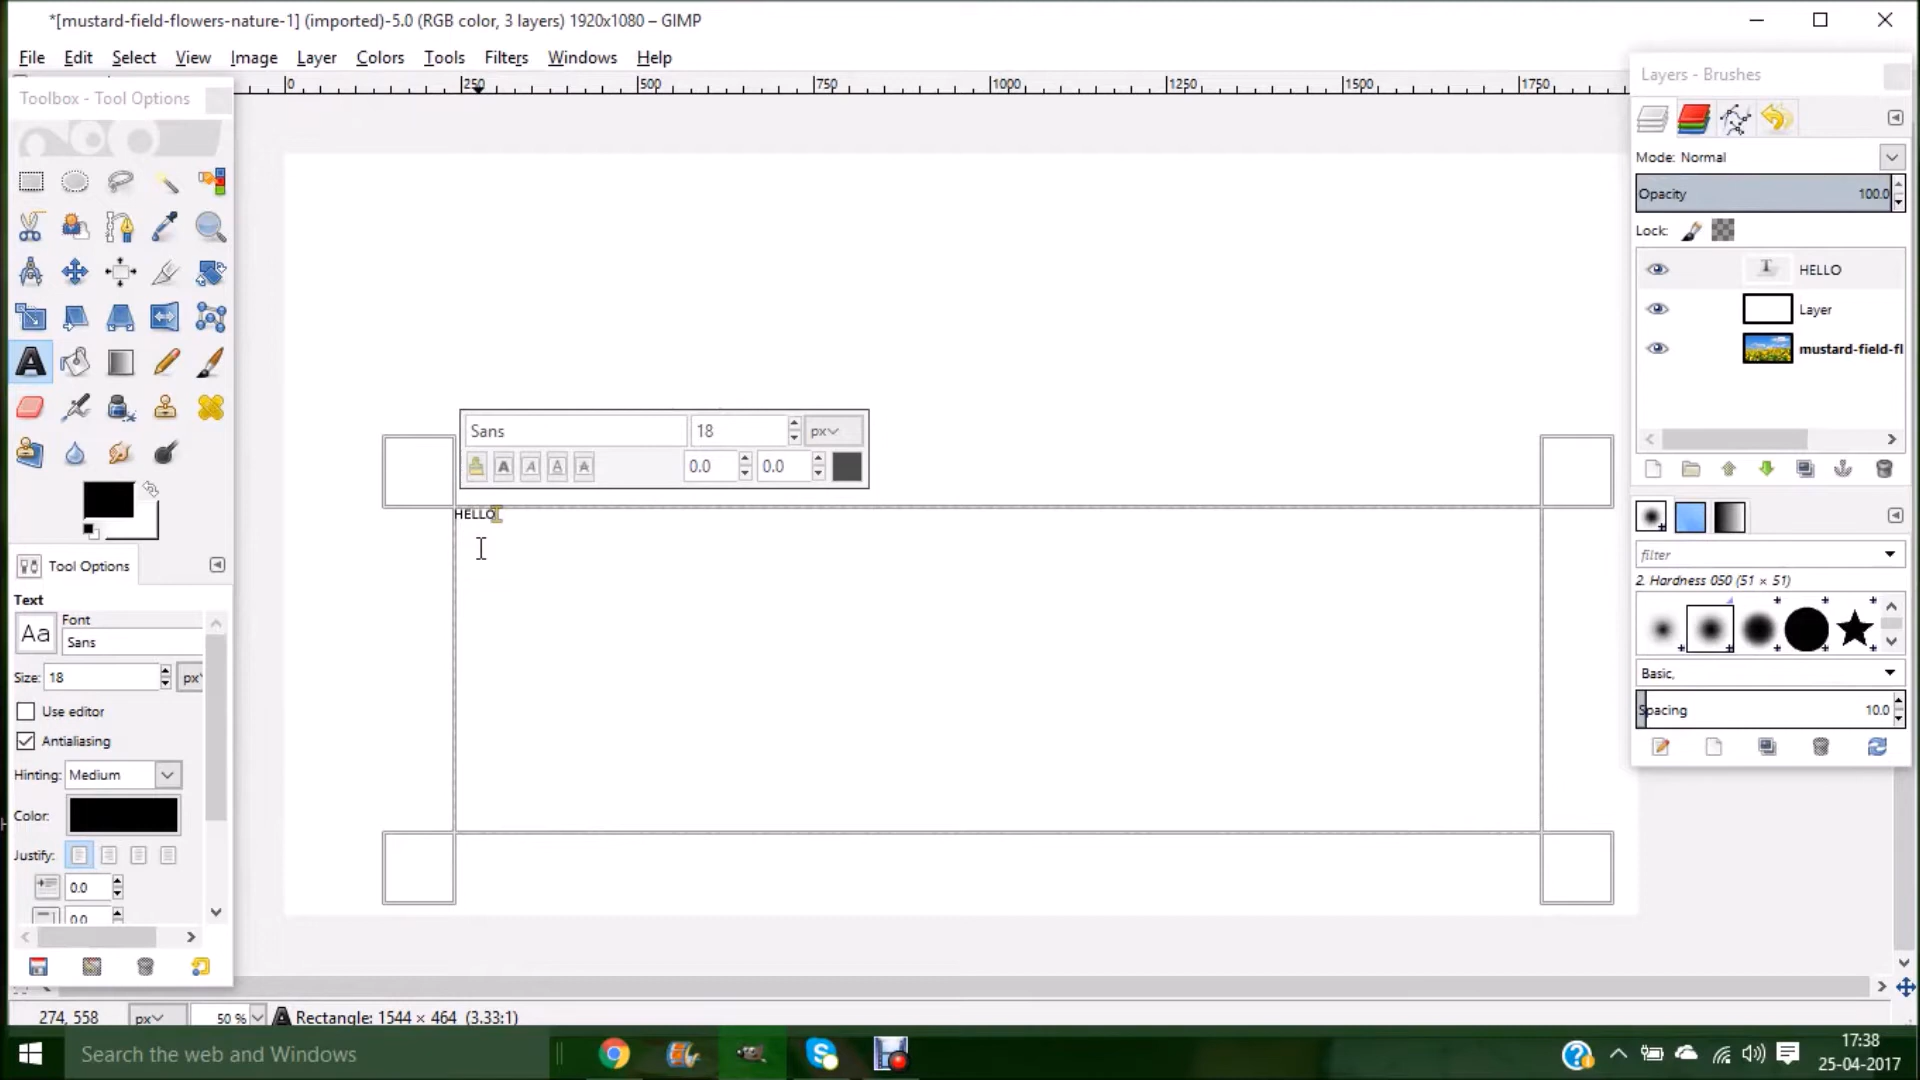 *[mustard-field-flowers-nature-1] (imported)-5.0 (RGB color, 3 layers) 1920x1080 – GIMP
File Edit Select View Image Layer Colors Tools Filters Windows Help
Toolbox - Tool Options
0 250 500 750 1000 1250 1500 1750
Layers - Brushes
Mode: Normal
Opacity 100.0
Lock:
HELLO
Layer
mustard-field-fl
Sans 18 px
A A A A 0.0 0.0
HELLO
filter
2. Hardness 050 (51 × 51)
Basic,
Spacing 10.0
Tool Options
Text
Aa
Font
Sans
Size: 18 px
Use editor
Antialiasing
Hinting: Medium
Color:
Justify:
0.0
0.0
274, 558 px 50 % Rectangle: 1544 × 464 (3.33:1)
Search the web and Windows
17:38
25-04-2017